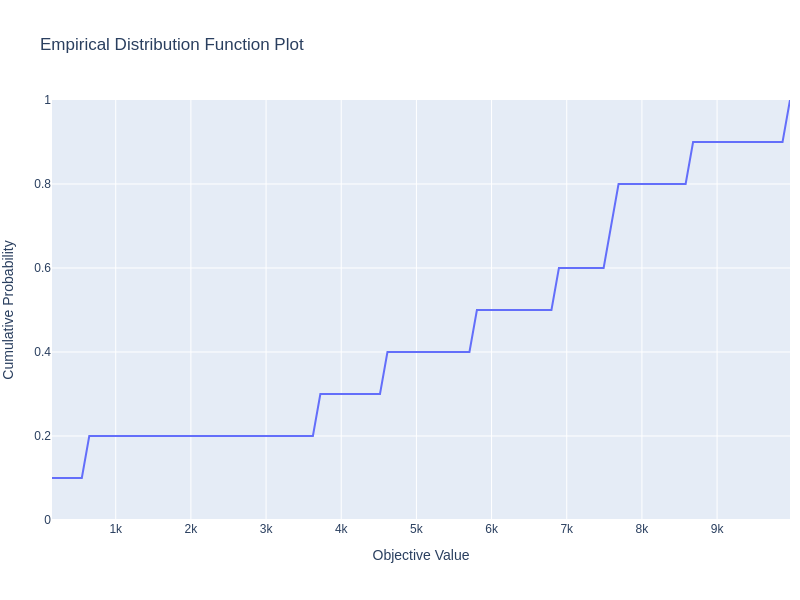 Empirical Distribution Function Plot
Cumulative Probability
1
0.8
0.6
0.4
0.2
0
1k
2k
3k
4k
5k
6k
7k
8k
9k
Objective Value